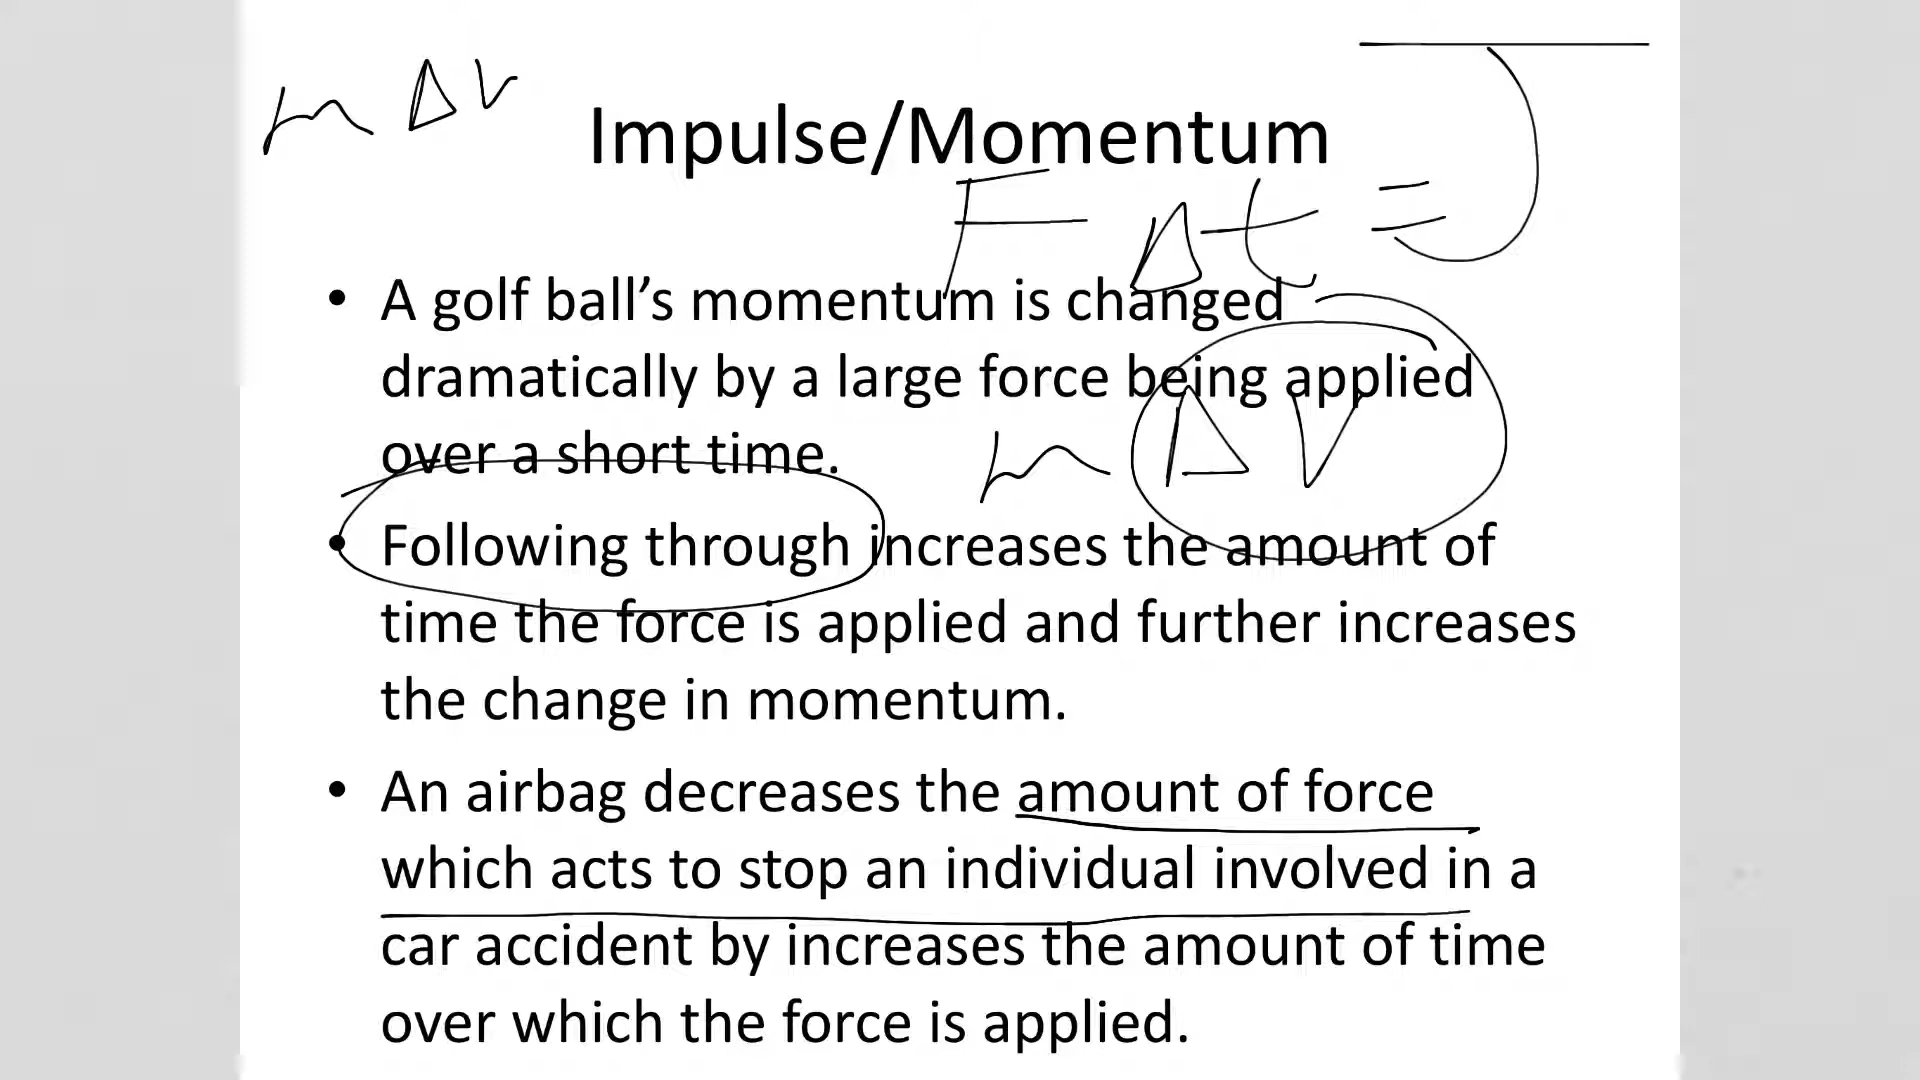 m Δ v
Impulse/Momentum
F Δt = J
• A golf ball’s momentum is changed
dramatically by a large force being applied
over a short time.
m Δ V
• Following through increases the amount of
time the force is applied and further increases
the change in momentum.
• An airbag decreases the amount of force
which acts to stop an individual involved in a
car accident by increases the amount of time
over which the force is applied.